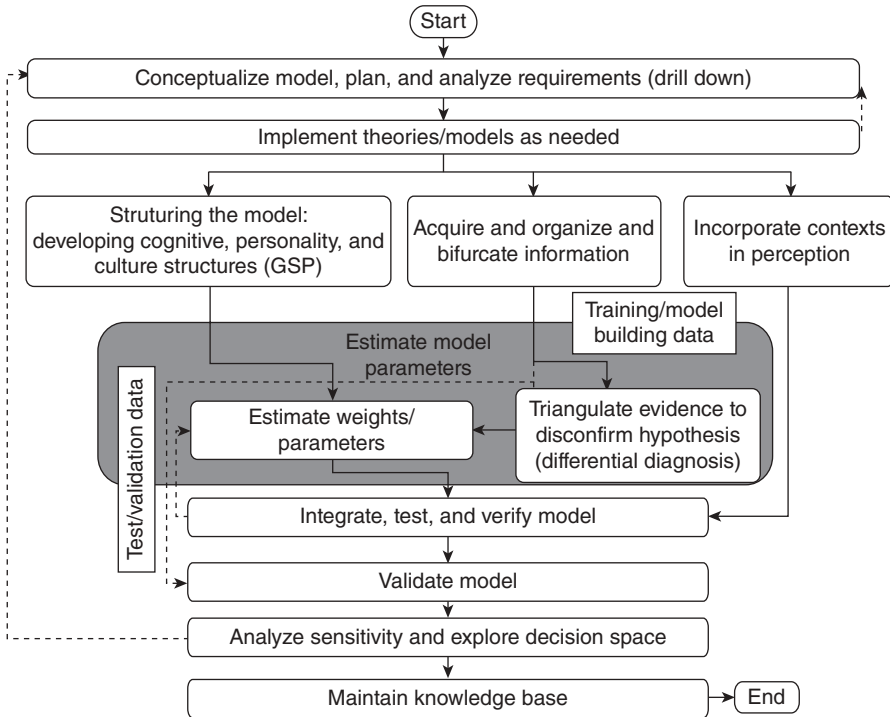 Start
Conceptualize model, plan, and analyze requirements (drill down)
Implement theories/models as needed
Struturing the model:
developing cognitive, personality, and
culture structures (GSP)
Acquire and organize and
bifurcate information
Incorporate contexts
in perception
Training/model
building data
Estimate model
parameters
Test/validation data
Estimate weights/
parameters
Triangulate evidence to
disconfirm hypothesis
(differential diagnosis)
Integrate, test, and verify model
Validate model
Analyze sensitivity and explore decision space
Maintain knowledge base
End